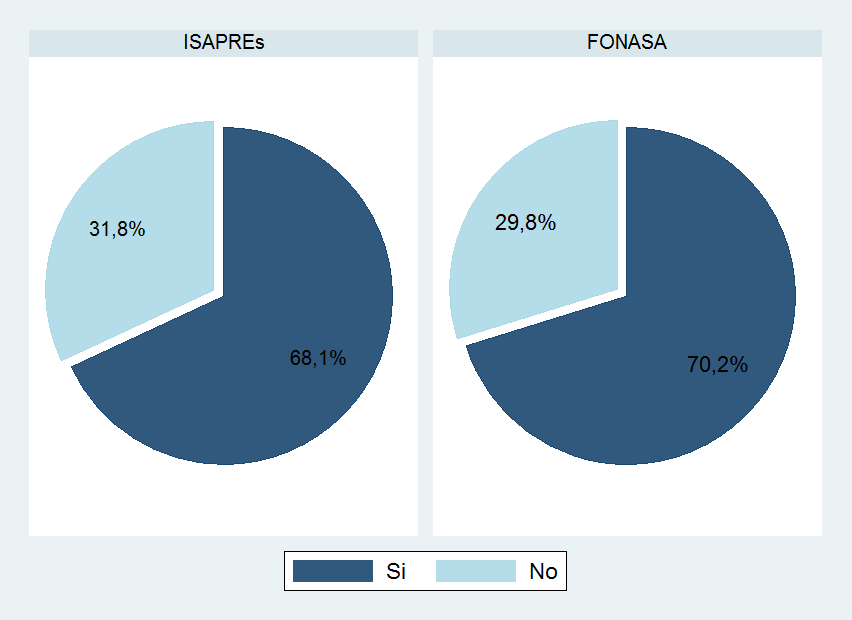 ISAPREs
FONASA
31,8%
68,1%
29,8%
70,2%
Si
No